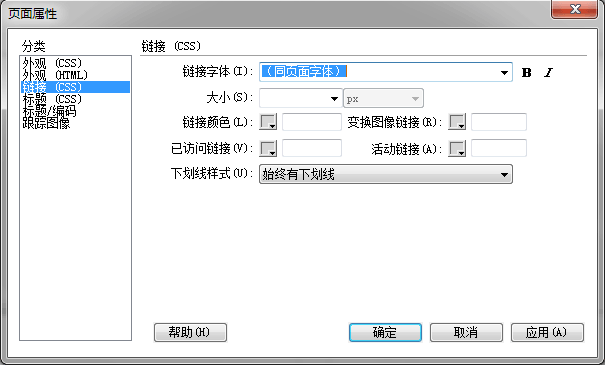 页面属性
分类
外观 (CSS)
外观 (HTML)
链接 (CSS)
标题 (CSS)
标题/编码
跟踪图像
链接 (CSS)
链接字体(I): (同页面字体) B I
大小(S): px
链接颜色(L): 变换图像链接(R):
已访问链接(V): 活动链接(A):
下划线样式(U): 始终有下划线
帮助(H) 确定 取消 应用(A)